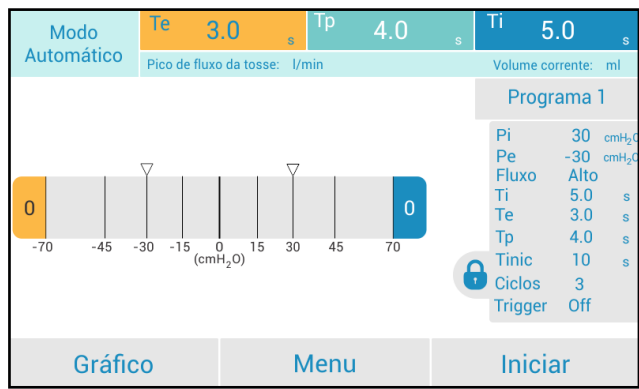 Modo
Automático
Te 3.0 s
Tp 4.0 s
Ti 5.0 s
Pico de fluxo da tosse: l/min
Volume corrente: ml
Programa 1
Pi 30 cmH₂O
Pe -30 cmH₂O
Fluxo Alto
Ti 5.0 s
Te 3.0 s
Tp 4.0 s
Tinic 10 s
Ciclos 3
Trigger Off
0 0
-70 -45 -30 -15 0 15 30 45 70
(cmH₂O)
Gráfico Menu Iniciar